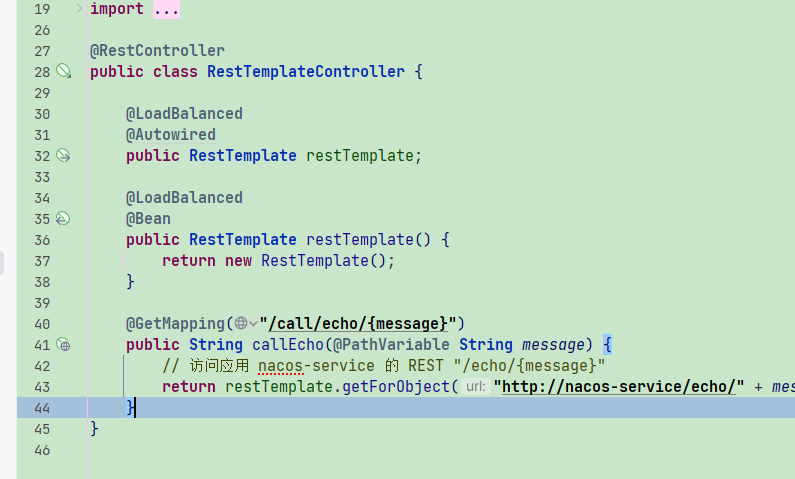 19 import ...
26
27 @RestController
28 public class RestTemplateController {
29
30 @LoadBalanced
31 @Autowired
32 public RestTemplate restTemplate;
33
34 @LoadBalanced
35 @Bean
36 public RestTemplate restTemplate() {
37 return new RestTemplate();
38 }
39
40 @GetMapping("/call/echo/{message}")
41 public String callEcho(@PathVariable String message) {
42 // 访问应用 nacos-service 的 REST "/echo/{message}"
43 return restTemplate.getForObject( url: "http://nacos-service/echo/" + mes
44 }
45 }
46